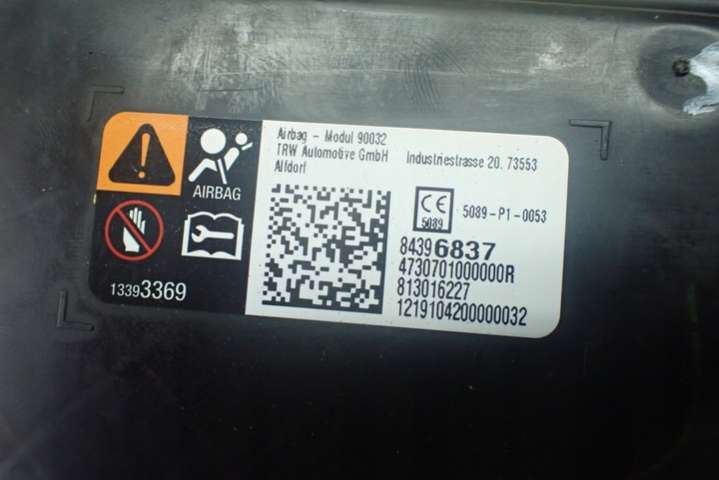 AIRBAG
13393369
Airbag - Modul 90032
TRW Automotive GmbH
Alfdorf
Industriestrasse 20. 73553
CE
5089
5089-P1-0053
84396837
4730701000000R
813016227
1219104200000032